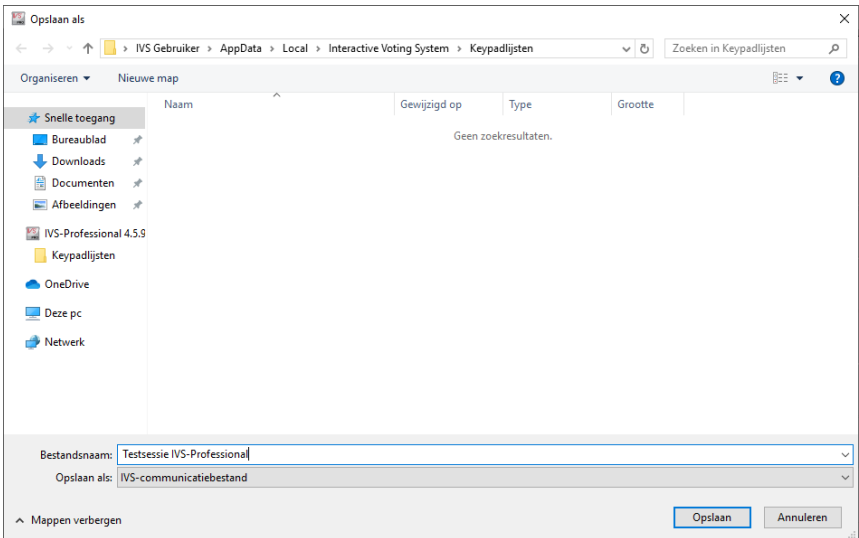 Opslaan als
IVS Gebruiker > AppData > Local > Interactive Voting System > Keypadlijsten
Zoeken in Keypadlijsten
Organiseren
Nieuwe map
Naam
Gewijzigd op
Type
Grootte
Geen zoekresultaten.
Snelle toegang
Bureaublad
Downloads
Documenten
Afbeeldingen
IVS-Professional 4.5.9
Keypadlijsten
OneDrive
Deze pc
Netwerk
Bestandsnaam: Testsessie IVS-Professional
Opslaan als: IVS-communicatiebestand
Mappen verbergen
Opslaan
Annuleren